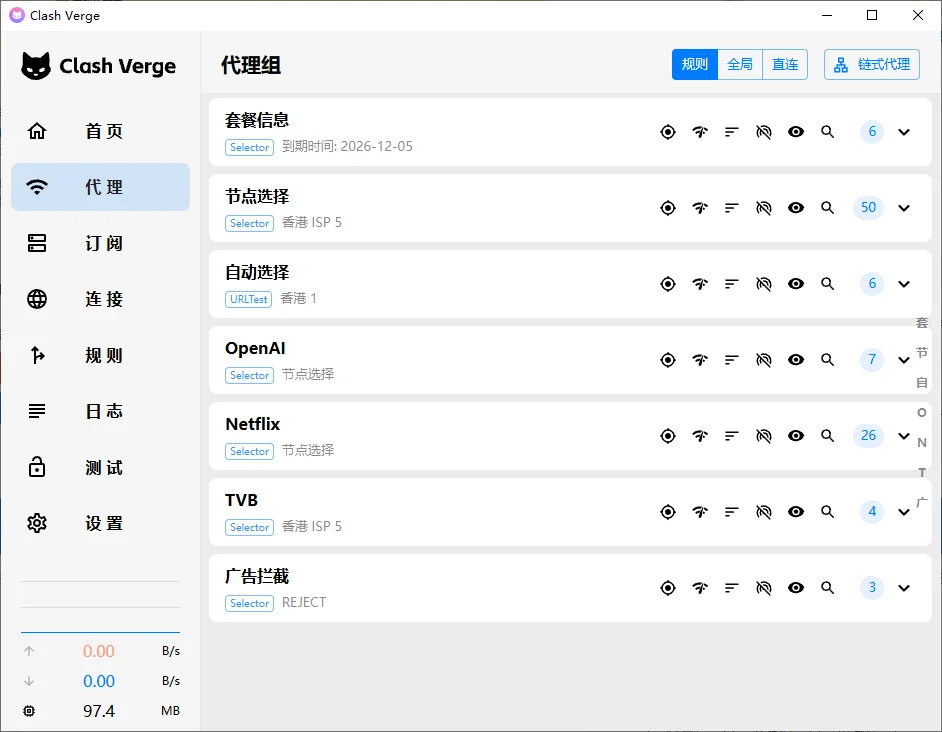 Clash Verge
Clash Verge
首 页
代 理
订 阅
连 接
规 则
日 志
测 试
设 置
0.00 B/s
0.00 B/s
97.4 MB
代理组
规则 全局 直连 链式代理
套餐信息
Selector 到期时间: 2026-12-05
6
节点选择
Selector 香港 ISP 5
50
自动选择
URLTest 香港 1
6
OpenAI
Selector 节点选择
7
Netflix
Selector 节点选择
26
TVB
Selector 香港 ISP 5
4
广告拦截
Selector REJECT
3
套
节
自
O
N
T
广